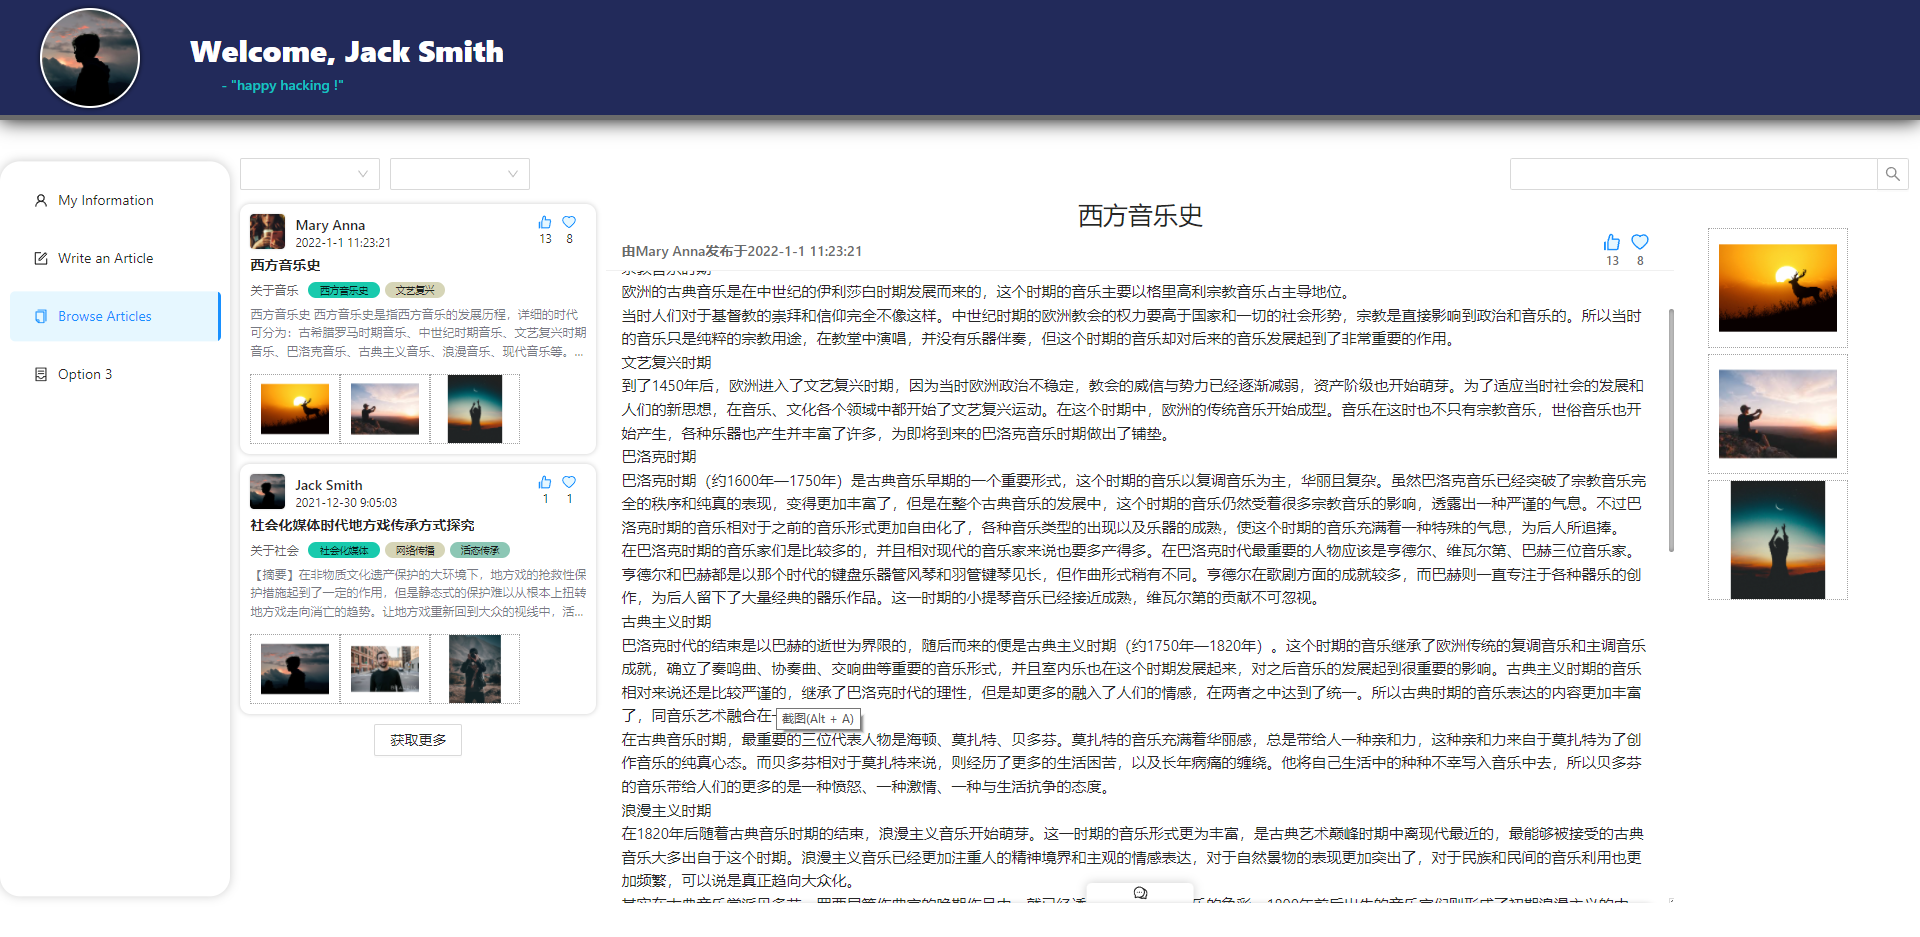 Welcome, Jack Smith
- "happy hacking !"
My Information
Write an Article
Browse Articles
Option 3
Mary Anna
2022-1-1 11:23:21
13 8
西方音乐史
关于音乐 西方音乐史 文艺复兴
西方音乐史 西方音乐史是指西方音乐的发展历程，详细的时代
可分为：古希腊罗马时期音乐、中世纪时期音乐、文艺复兴时期
音乐、巴洛克音乐、古典主义音乐、浪漫音乐、现代音乐等。...
Jack Smith
2021-12-30 9:05:03
1 1
社会化媒体时代地方戏传承方式探究
关于社会 社会化媒体 网络传播 活态传承
【摘要】在非物质文化遗产保护的大环境下，地方戏的抢救性保
护措施起到了一定的作用，但是静态式的保护难以从根本上扭转
地方戏走向消亡的趋势。让地方戏重新回到大众的视线中，活...
获取更多
西方音乐史
由Mary Anna发布于2022-1-1 11:23:21
13 8
欧洲的古典音乐是在中世纪的伊利莎白时期发展而来的，这个时期的音乐主要以格里高利宗教音乐占主导地位。
当时人们对于基督教的崇拜和信仰完全不像这样。中世纪时期的欧洲教会的权力要高于国家和一切的社会形势，宗教是直接影响到政治和音乐的。所以当时
的音乐只是纯粹的宗教用途，在教堂中演唱，并没有乐器伴奏，但这个时期的音乐却对后来的音乐发展起到了非常重要的作用。
文艺复兴时期
到了1450年后，欧洲进入了文艺复兴时期，因为当时欧洲政治不稳定，教会的威信与势力已经逐渐减弱，资产阶级也开始萌芽。为了适应当时社会的发展和
人们的新思想，在音乐、文化各个领域中都开始了文艺复兴运动。在这个时期中，欧洲的传统音乐开始成型。音乐在这时也不只有宗教音乐，世俗音乐也开
始产生，各种乐器也产生并丰富了许多，为即将到来的巴洛克音乐时期做出了铺垫。
巴洛克时期
巴洛克时期（约1600年—1750年）是古典音乐早期的一个重要形式，这个时期的音乐以复调音乐为主，华丽且复杂。虽然巴洛克音乐已经突破了宗教音乐完
全的秩序和纯真的表现，变得更加丰富了，但是在整个古典音乐的发展中，这个时期的音乐仍然受着很多宗教音乐的影响，透露出一种严谨的气息。不过巴
洛克时期的音乐相对于之前的音乐形式更加自由化了，各种音乐类型的出现以及乐器的成熟，使这个时期的音乐充满着一种特殊的气息，为后人所追捧。
在巴洛克时期的音乐家们是比较多的，并且相对现代的音乐家来说也要多产得多。在巴洛克时代最重要的人物应该是亨德尔、维瓦尔第、巴赫三位音乐家。
亨德尔和巴赫都是以那个时代的键盘乐器管风琴和羽管键琴见长，但作曲形式稍有不同。亨德尔在歌剧方面的成就较多，而巴赫则一直专注于各种器乐的创
作，为后人留下了大量经典的器乐作品。这一时期的小提琴音乐已经接近成熟，维瓦尔第的贡献不可忽视。
古典主义时期
巴洛克时代的结束是以巴赫的逝世为界限的，随后而来的便是古典主义时期（约1750年—1820年）。这个时期的音乐继承了欧洲传统的复调音乐和主调音乐
成就，确立了奏鸣曲、协奏曲、交响曲等重要的音乐形式，并且室内乐也在这个时期发展起来，对之后音乐的发展起到很重要的影响。古典主义时期的音乐
相对来说还是比较严谨的，继承了巴洛克时代的理性，但是却更多的融入了人们的情感，在两者之中达到了统一。所以古典时期的音乐表达的内容更加丰富
了，同音乐艺术融合在一
截图(Alt + A)
在古典音乐时期，最重要的三位代表人物是海顿、莫扎特、贝多芬。莫扎特的音乐充满着华丽感，总是带给人一种亲和力，这种亲和力来自于莫扎特为了创
作音乐的纯真心态。而贝多芬相对于莫扎特来说，则经历了更多的生活困苦，以及长年病痛的缠绕。他将自己生活中的种种不幸写入音乐中去，所以贝多芬
的音乐带给人们的更多的是一种愤怒、一种激情、一种与生活抗争的态度。
浪漫主义时期
在1820年后随着古典音乐时期的结束，浪漫主义音乐开始萌芽。这一时期的音乐形式更为丰富，是古典艺术巅峰时期中离现代最近的，最能够被接受的古典
音乐大多出自于这个时期。浪漫主义音乐已经更加注重人的精神境界和主观的情感表达，对于自然景物的表现更加突出了，对于民族和民间的音乐利用也更
加频繁，可以说是真正趋向大众化。